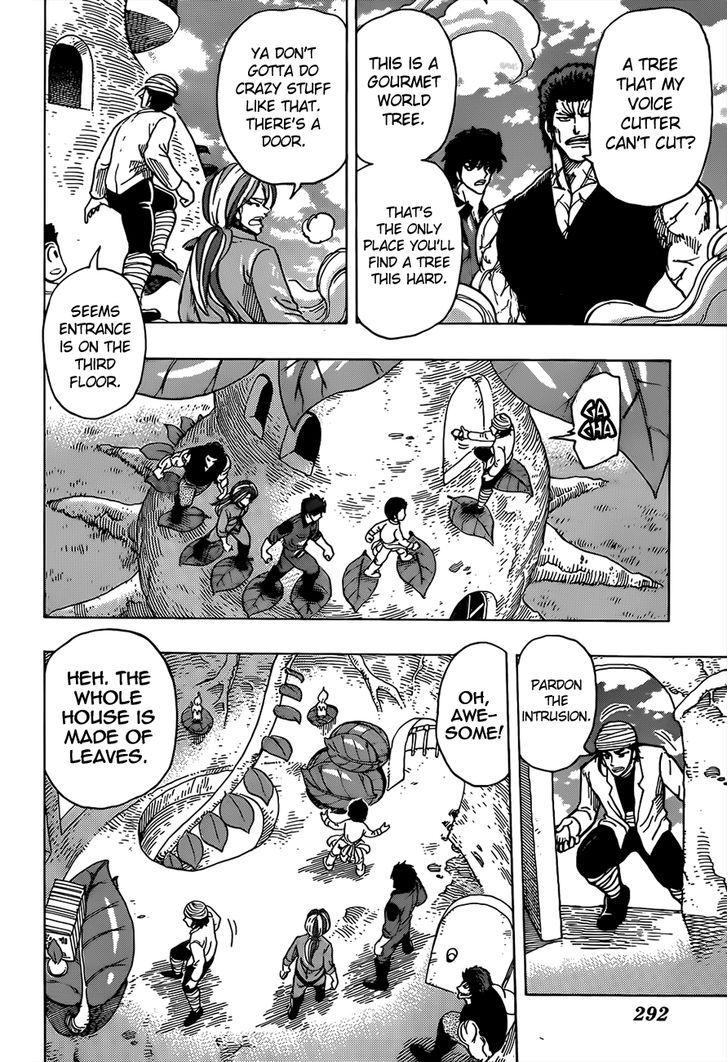 A TREE
THAT MY
VOICE
CUTTER
CAN'T CUT?
THIS IS A
GOURMET
WORLD
TREE.
THAT'S
THE ONLY
PLACE YOU'LL
FIND A TREE
THIS HARD.
YA DON'T
GOTTA DO
CRAZY STUFF
LIKE THAT.
THERE'S A
DOOR.
SEEMS
ENTRANCE
IS ON THE
THIRD
FLOOR.
GA
CHA
PARDON
THE
INTRUSION.
OH,
AWE-
SOME!
HEH. THE
WHOLE
HOUSE IS
MADE OF
LEAVES.
292